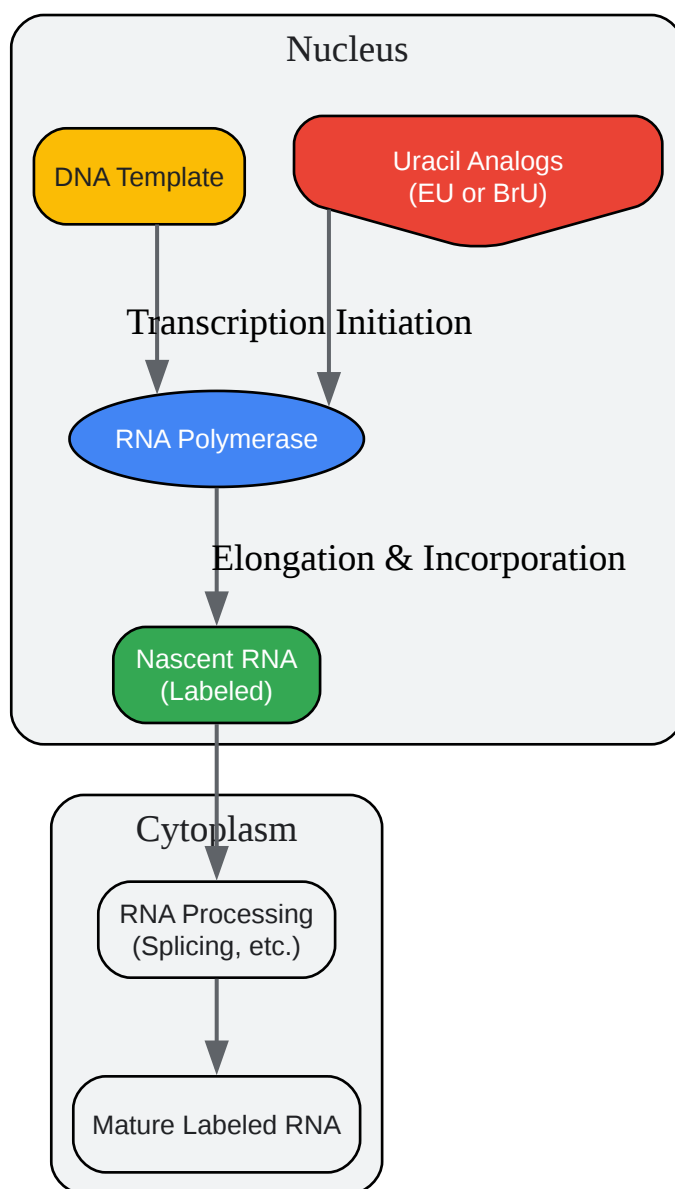 Nucleus
DNA Template
Uracil Analogs
(EU or BrU)
Transcription Initiation
RNA Polymerase
Elongation & Incorporation
Nascent RNA
(Labeled)
Cytoplasm
RNA Processing
(Splicing, etc.)
Mature Labeled RNA